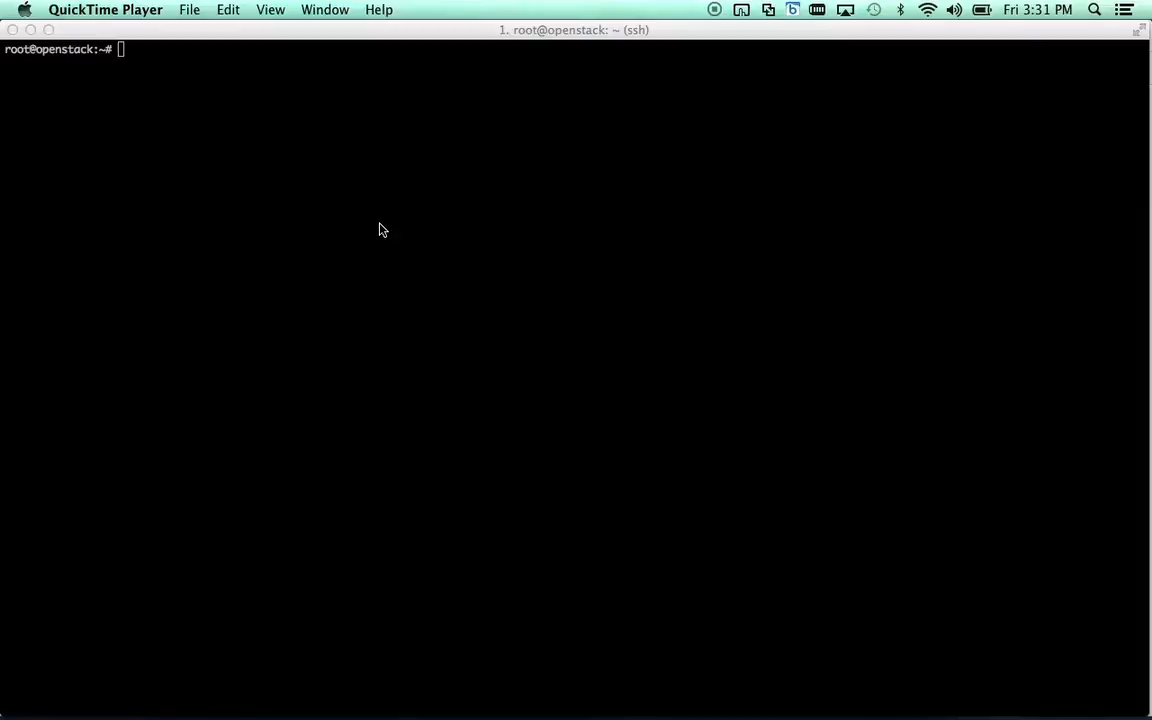 QuickTime Player File Edit View Window Help Fri 3:31 PM
1. root@openstack: ~ (ssh)
root@openstack:~#